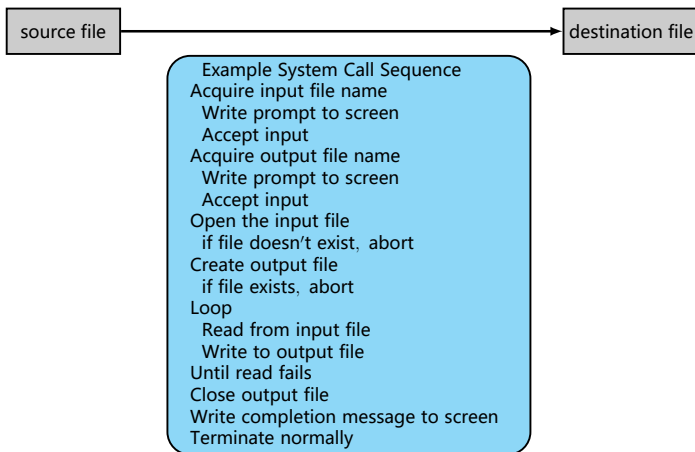 source file
destination file
Example System Call Sequence
Acquire input file name
Write prompt to screen
Accept input
Acquire output file name
Write prompt to screen
Accept input
Open the input file
if file doesn't exist, abort
Create output file
if file exists, abort
Loop
Read from input file
Write to output file
Until read fails
Close output file
Write completion message to screen
Terminate normally